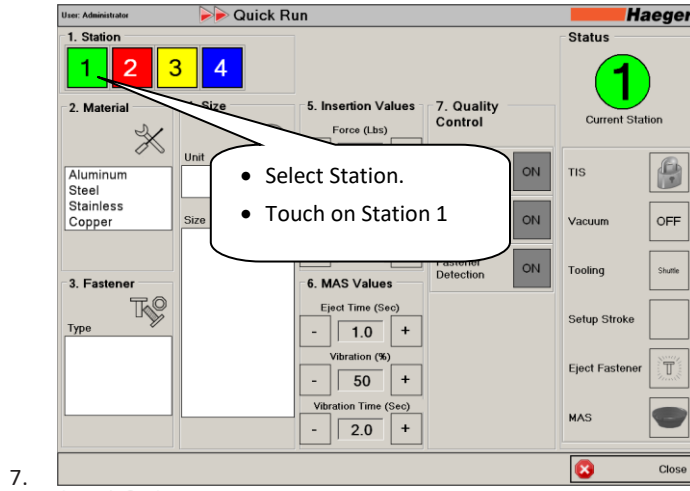 User: Administrator
Quick Run
Haeger
1. Station
1 2 3 4
Status
1
Current Station
2. Material
Aluminum
Steel
Stainless
Copper
3. Fastener
Type
Size
Unit
Size
5. Insertion Values
Force (Lbs)
7. Quality
Control
ON
ON
Detection
ON
• Select Station.
• Touch on Station 1
6. MAS Values
Eject Time (Sec)
- 1.0 +
Vibration (%)
- 50 +
Vibration Time (Sec)
- 2.0 +
TIS
Vacuum OFF
Tooling Shuttle
Setup Stroke
Eject Fastener T
MAS
Close
7.